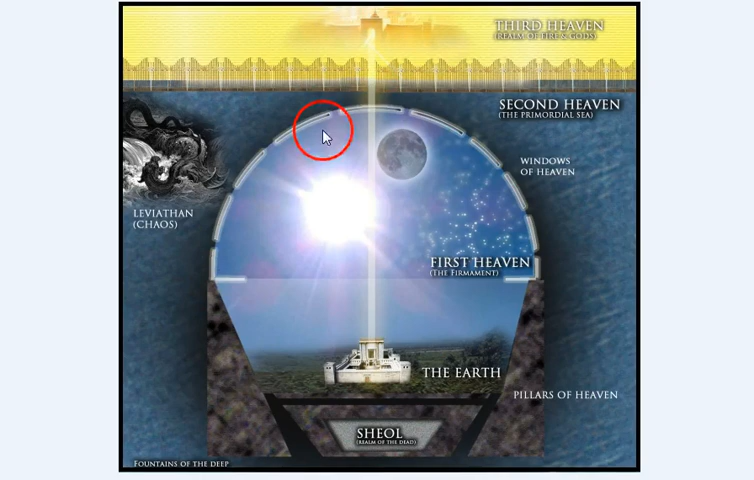 THIRD HEAVEN
(REALM OF FIRE & GODS)
SECOND HEAVEN
(THE PRIMORDIAL SEA)
WINDOWS
OF HEAVEN
LEVIATHAN
(CHAOS)
FIRST HEAVEN
(THE FIRMAMENT)
THE EARTH
PILLARS OF HEAVEN
SHEOL
(REALM OF THE DEAD)
FOUNTAINS OF THE DEEP